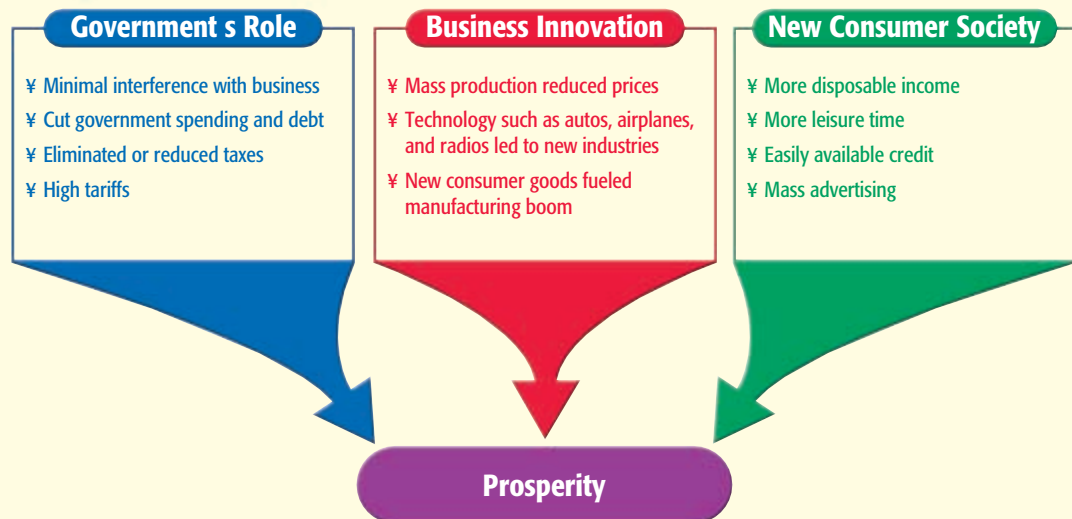 Government s Role
¥ Minimal interference with business
¥ Cut government spending and debt
¥ Eliminated or reduced taxes
¥ High tariffs
Business Innovation
¥ Mass production reduced prices
¥ Technology such as autos, airplanes,
and radios led to new industries
¥ New consumer goods fueled
manufacturing boom
New Consumer Society
¥ More disposable income
¥ More leisure time
¥ Easily available credit
¥ Mass advertising
Prosperity